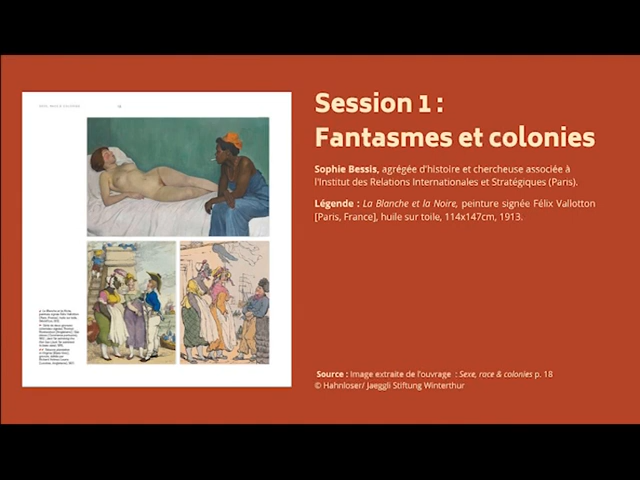 Session 1 :
Fantasmes et colonies
Sophie Bessis, agrégée d'histoire et chercheuse associée à
l'Institut des Relations Internationales et Stratégiques (Paris).
Légende : La Blanche et la Noire, peinture signée Félix Vallotton
[Paris, France], huile sur toile, 114x147cm, 1913.
Source : Image extraite de l'ouvrage : Sexe, race & colonies p. 18
© Hahnloser/ Jaeggli Stiftung Winterthur